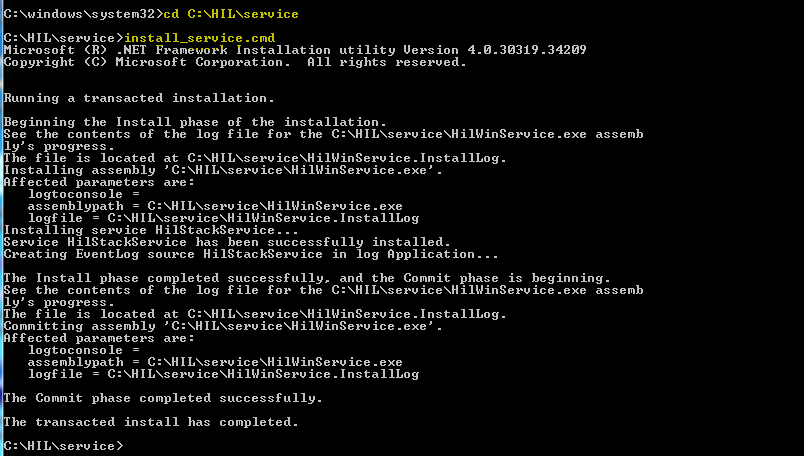 C:\windows\system32>cd C:\HIL\service
C:\HIL\service>install_service.cmd
Microsoft (R) .NET Framework Installation utility Version 4.0.30319.34209
Copyright (C) Microsoft Corporation.  All rights reserved.
Running a transacted installation.
Beginning the Install phase of the installation.
See the contents of the log file for the C:\HIL\service\HilWinService.exe assemb
ly's progress.
The file is located at C:\HIL\service\HilWinService.InstallLog.
Installing assembly 'C:\HIL\service\HilWinService.exe'.
Affected parameters are:
   logtoconsole =
   assemblypath = C:\HIL\service\HilWinService.exe
   logfile = C:\HIL\service\HilWinService.InstallLog
Installing service HilStackService...
Service HilStackService has been successfully installed.
Creating EventLog source HilStackService in log Application...
The Install phase completed successfully, and the Commit phase is beginning.
See the contents of the log file for the C:\HIL\service\HilWinService.exe assemb
ly's progress.
The file is located at C:\HIL\service\HilWinService.InstallLog.
Committing assembly 'C:\HIL\service\HilWinService.exe'.
Affected parameters are:
   logtoconsole =
   assemblypath = C:\HIL\service\HilWinService.exe
   logfile = C:\HIL\service\HilWinService.InstallLog
The Commit phase completed successfully.
The transacted install has completed.
C:\HIL\service>